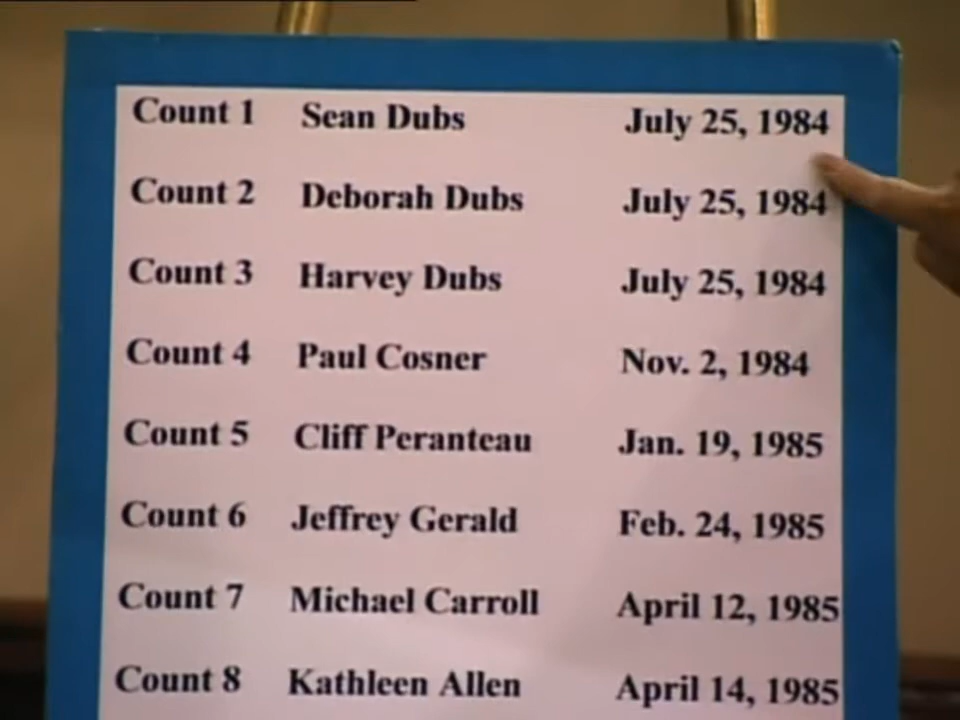 Count 1 Sean Dubs July 25, 1984
Count 2 Deborah Dubs July 25, 1984
Count 3 Harvey Dubs July 25, 1984
Count 4 Paul Cosner Nov. 2, 1984
Count 5 Cliff Peranteau Jan. 19, 1985
Count 6 Jeffrey Gerald Feb. 24, 1985
Count 7 Michael Carroll April 12, 1985
Count 8 Kathleen Allen April 14, 1985